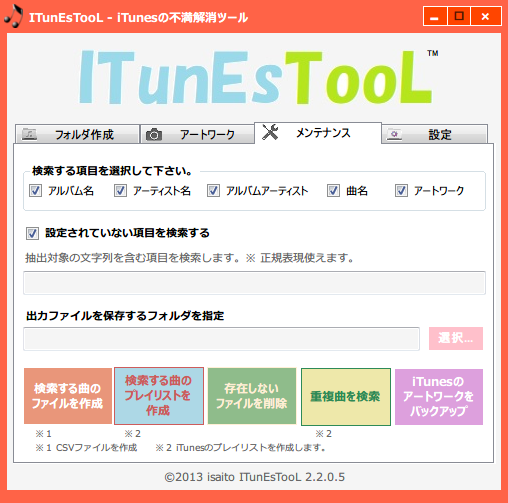 ITunEsTooL - iTunesの不満解消ツール
ITunEsTooL™
フォルダ作成 アートワーク メンテナンス 設定
検索する項目を選択して下さい。
アルバム名 アーティスト名 アルバムアーティスト 曲名 アートワーク
設定されていない項目を検索する
抽出対象の文字列を含む項目を検索します。※ 正規表現使えます。
出力ファイルを保存するフォルダを指定
選択...
検索する曲の
ファイルを作成
検索する曲の
プレイリストを
作成
存在しない
ファイルを削除
重複曲を検索
iTunesの
アートワークを
バックアップ
※１ ※２ ※２
※１ CSVファイルを作成 ※２ iTunesのプレイリストを作成します。
©2013 isaito ITunEsTooL 2.2.0.5